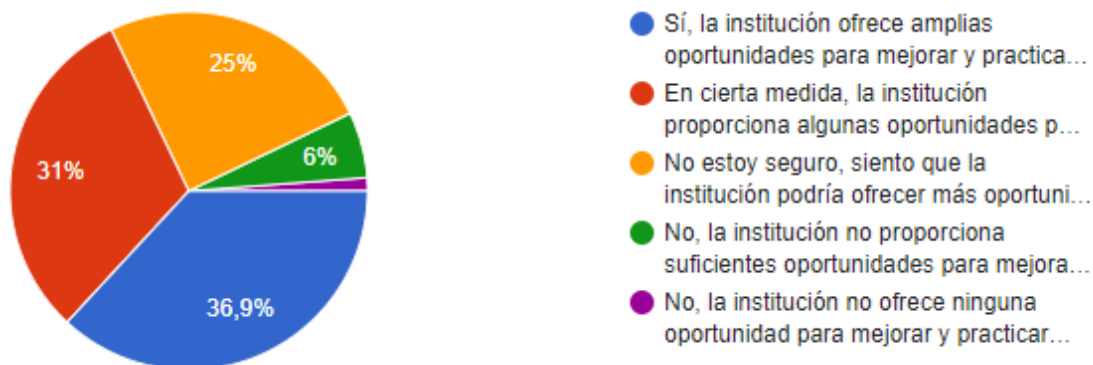 25%
31%
6%
36,9%
Sí, la institución ofrece amplias
oportunidades para mejorar y practica…
En cierta medida, la institución
proporciona algunas oportunidades p…
No estoy seguro, siento que la
institución podría ofrecer más oportuni…
No, la institución no proporciona
suficientes oportunidades para mejora…
No, la institución no ofrece ninguna
oportunidad para mejorar y practicar…